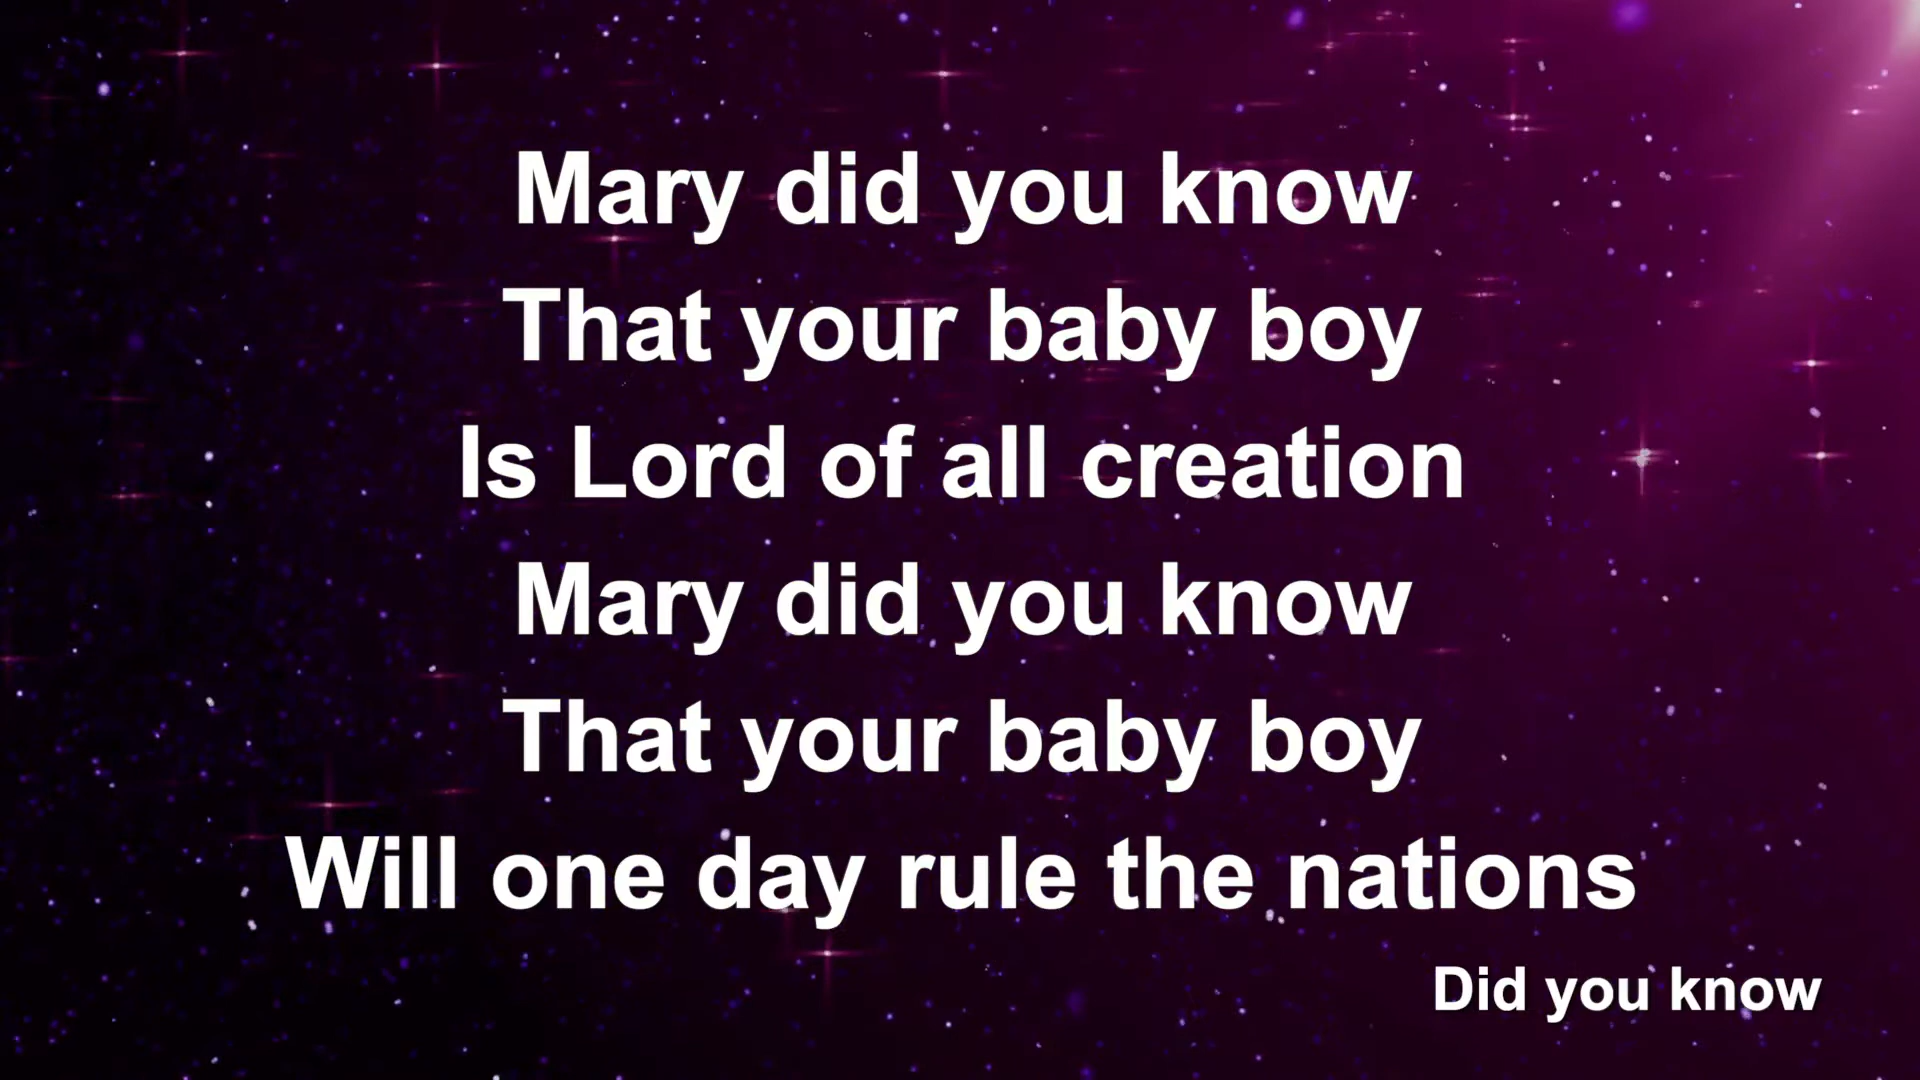 Mary did you know
That your baby boy
Is Lord of all creation
Mary did you know
That your baby boy
Will one day rule the nations
Did you know